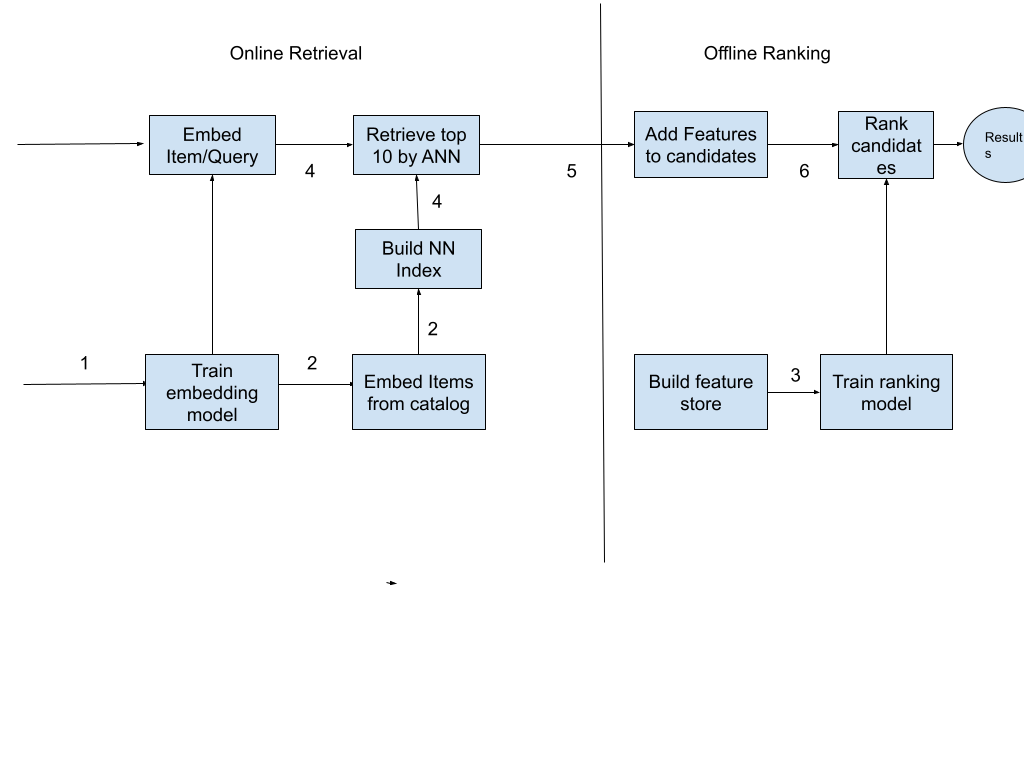 Online Retrieval
Offline Ranking
Embed
Item/Query
4
Retrieve top
10 by ANN
5
Add Features
to candidates
6
Rank
candidat
es
Result
s
4
Build NN
Index
2
1
Train
embedding
model
2
Embed Items
from catalog
Build feature
store
3
Train ranking
model